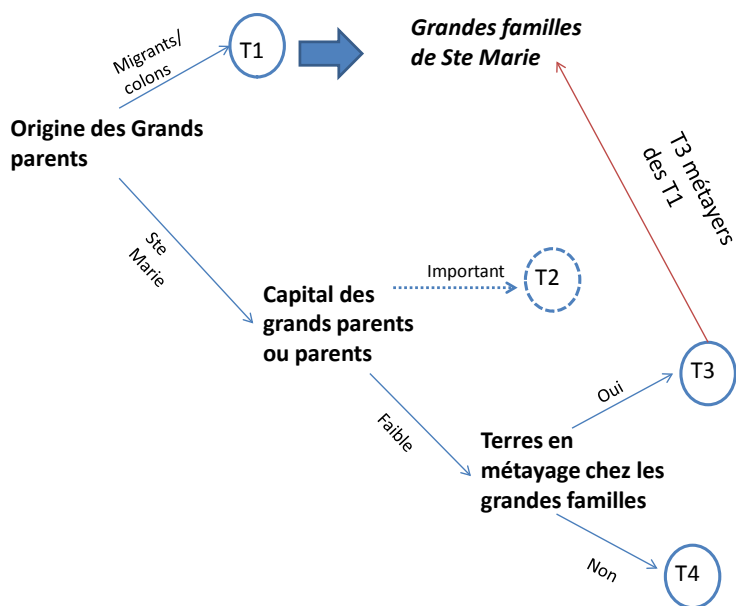 Migrants/
colons
T1
Grandes familles
de Ste Marie
Origine des Grands
parents
T3 métayers
des T1
Ste
Marie
Important
T2
Capital des
grands parents
ou parents
T3
Oui
Faible
Terres en
métayage chez les
grandes familles
Non
T4